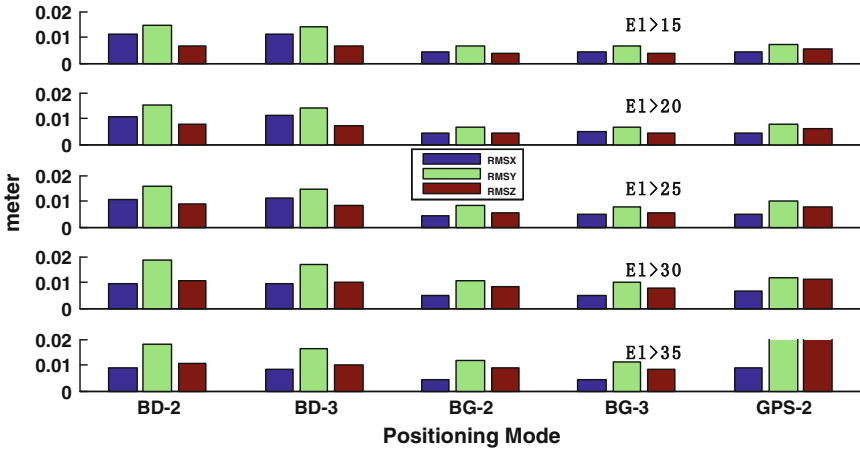 0.02
0.01
0
El>15
0.02
0.01
0
El>20
RMSX
RMSY
RMSZ
0.02
0.01
0
El>25
0.02
0.01
0
El>30
0.02
0.01
0
El>35
meter
BD-2 BD-3 BG-2 BG-3 GPS-2
Positioning Mode